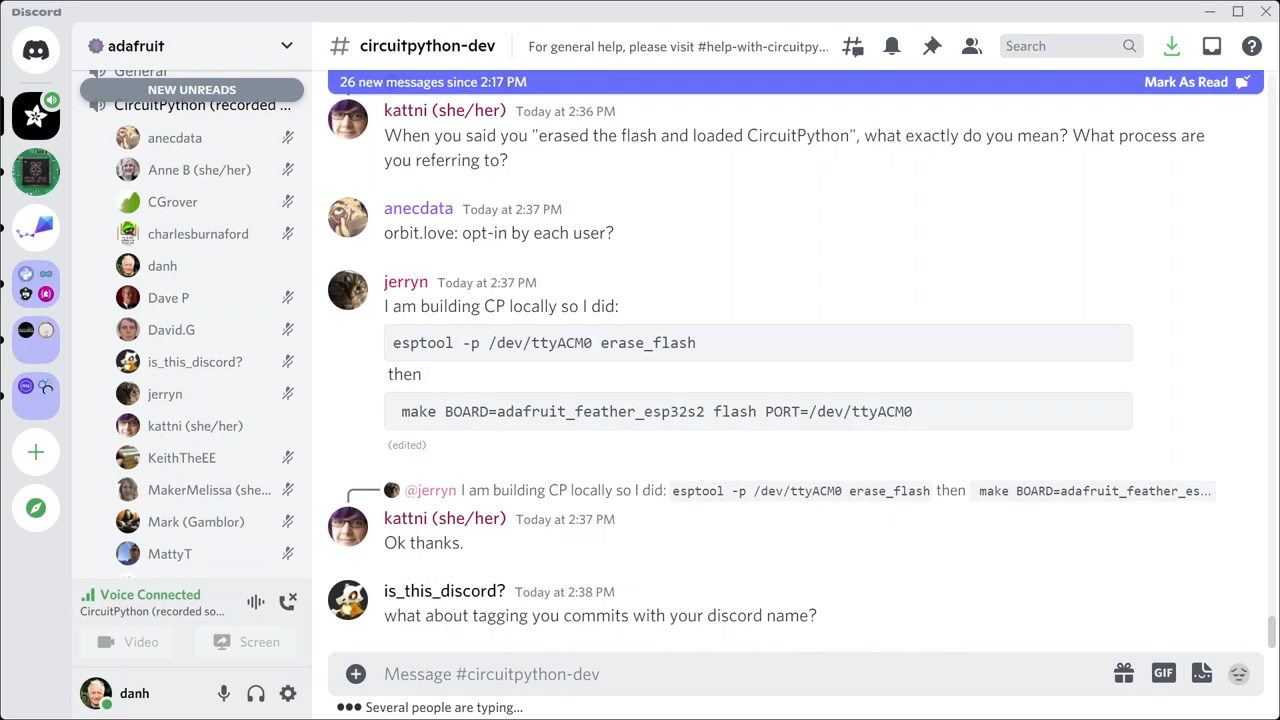 Discord
adafruit
General
NEW UNREADS
CircuitPython (recorded ...
anecdata
Anne B (she/her)
CGrover
charlesburnaford
danh
Dave P
David.G
is_this_discord?
jerryn
kattni (she/her)
KeithTheEE
MakerMelissa (she...
Mark (Gamblor)
MattyT
Voice Connected
CircuitPython (recorded so...
Video
Screen
danh
# circuitpython-dev
For general help, please visit #help-with-circuitpy...
Search
26 new messages since 2:17 PM
Mark As Read
kattni (she/her) Today at 2:36 PM
When you said you "erased the flash and loaded CircuitPython", what exactly do you mean? What process are
you referring to?
anecdata Today at 2:37 PM
orbit.love: opt-in by each user?
jerryn Today at 2:37 PM
I am building CP locally so I did:
esptool -p /dev/ttyACM0 erase_flash
then
make BOARD=adafruit_feather_esp32s2 flash PORT=/dev/ttyACM0
(edited)
@jerryn I am building CP locally so I did: esptool -p /dev/ttyACM0 erase_flash then make BOARD=adafruit_feather_es...
kattni (she/her) Today at 2:37 PM
Ok thanks.
is_this_discord? Today at 2:38 PM
what about tagging you commits with your discord name?
Message #circuitpython-dev
GIF
Several people are typing...